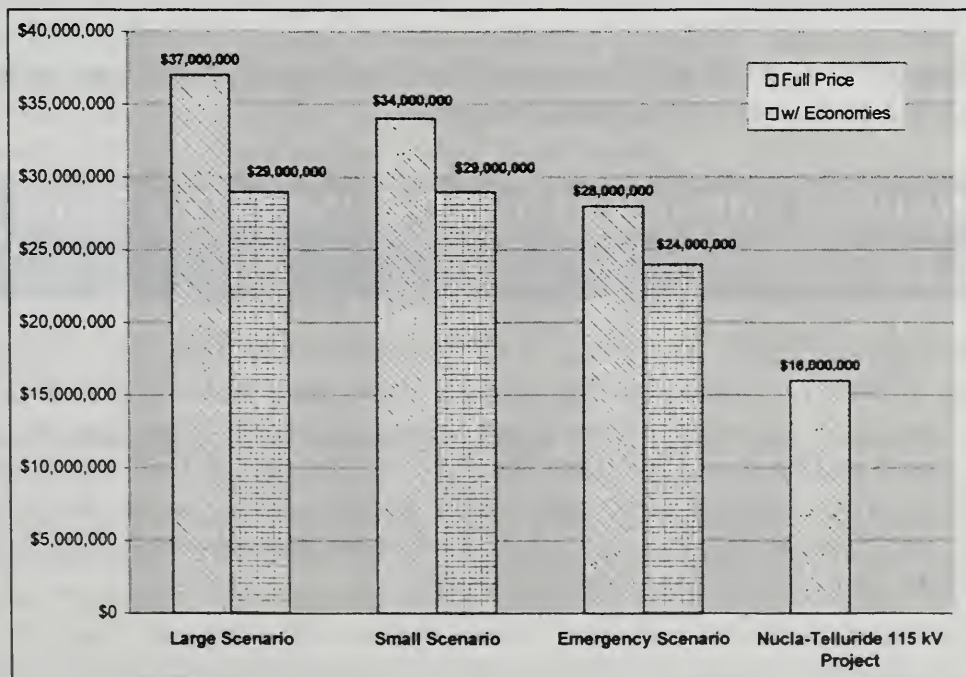 $40,000,000
$35,000,000
$30,000,000
$25,000,000
$20,000,000
$15,000,000
$10,000,000
$5,000,000
$0
$37,000,000
$29,000,000
$34,000,000
$29,000,000
$28,000,000
$24,000,000
$16,000,000
Full Price
w/ Economies
Large Scenario
Small Scenario
Emergency Scenario
Nucla-Telluride 115 kV
Project